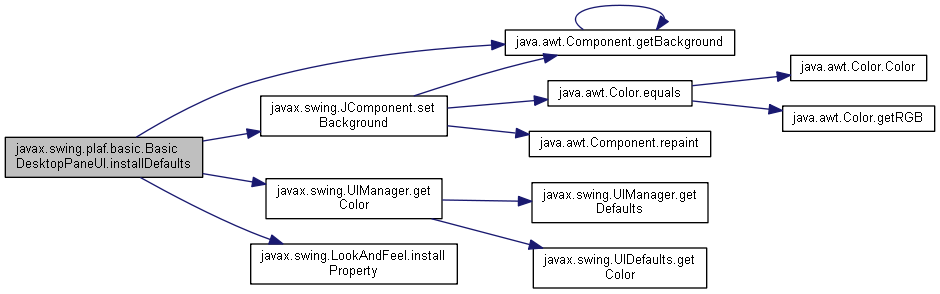 javax.swing.plaf.basic.Basic
DesktopPaneUI.installDefaults
java.awt.Component.getBackground
javax.swing.JComponent.set
Background
java.awt.Color.equals
java.awt.Color.Color
java.awt.Color.getRGB
java.awt.Component.repaint
javax.swing.UIManager.get
Color
javax.swing.UIManager.get
Defaults
javax.swing.UIDefaults.get
Color
javax.swing.LookAndFeel.install
Property